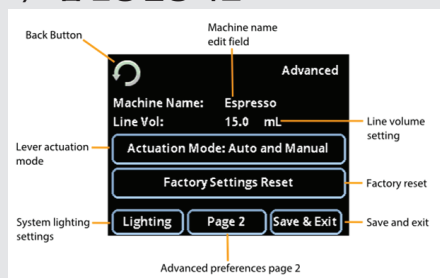 Back Button
Machine name
edit field
Advanced
Machine Name: Espresso
Line Vol: 15.0 mL
Line volume
setting
Lever actuation
mode
Actuation Mode: Auto and Manual
Factory Settings Reset
Factory reset
System lighting
settings
Lighting
Page 2
Save & Exit
Save and exit
Advanced preferences page 2